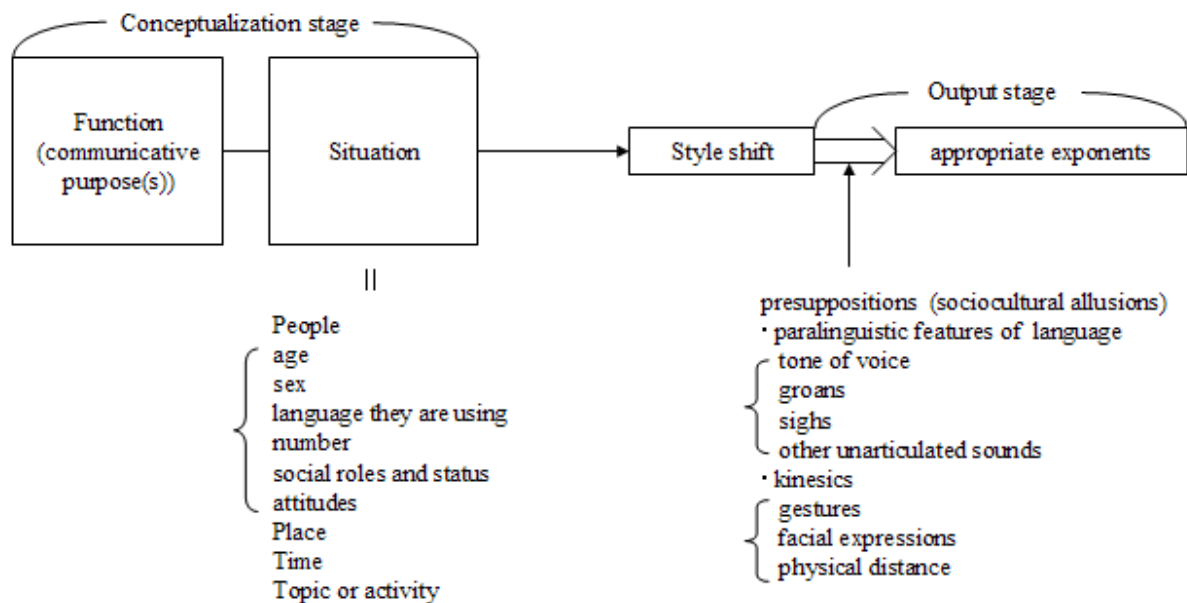 Conceptualization stage
Function
(communicative
purpose(s))
Situation
Style shift
Output stage
appropriate exponents
||
People
age
sex
language they are using
number
social roles and status
attitudes
Place
Time
Topic or activity
presuppositions (sociocultural allusions)
・paralinguistic features of language
tone of voice
groans
sighs
other unarticulated sounds
・kinesics
gestures
facial expressions
physical distance